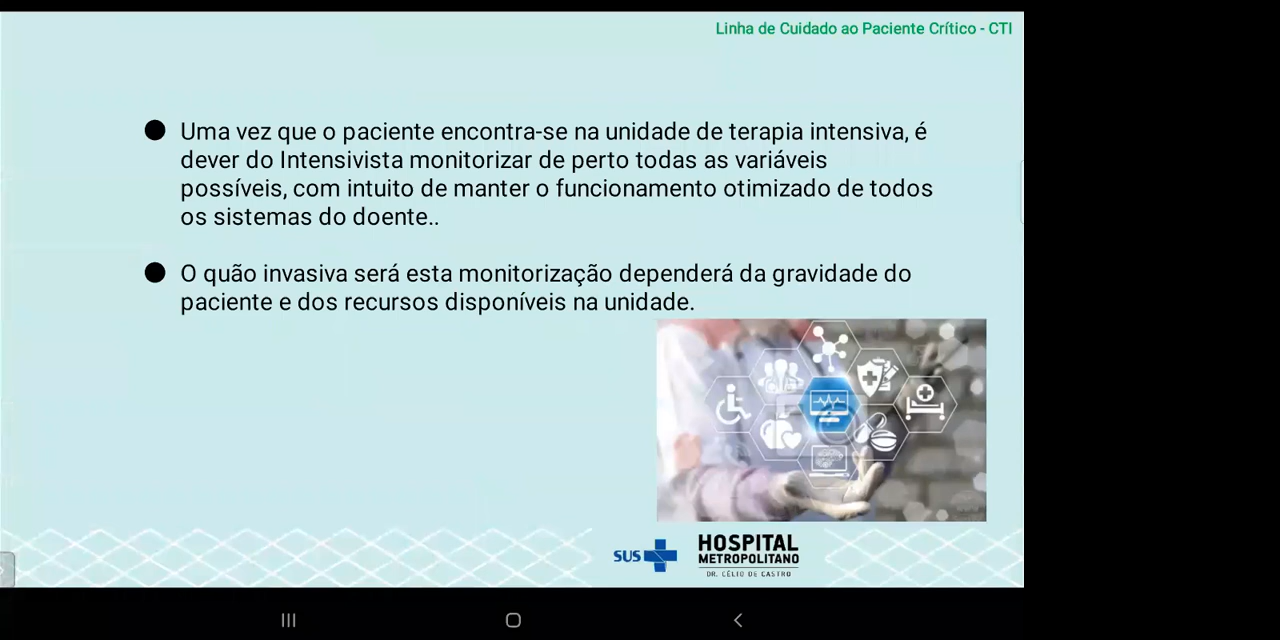 Linha de Cuidado ao Paciente Crítico - CTI
Uma vez que o paciente encontra-se na unidade de terapia intensiva, é
dever do Intensivista monitorizar de perto todas as variáveis
possíveis, com intuito de manter o funcionamento otimizado de todos
os sistemas do doente..
O quão invasiva será esta monitorização dependerá da gravidade do
paciente e dos recursos disponíveis na unidade.
SUS
HOSPITAL
METROPOLITANO
DR. CÉLIO DE CASTRO